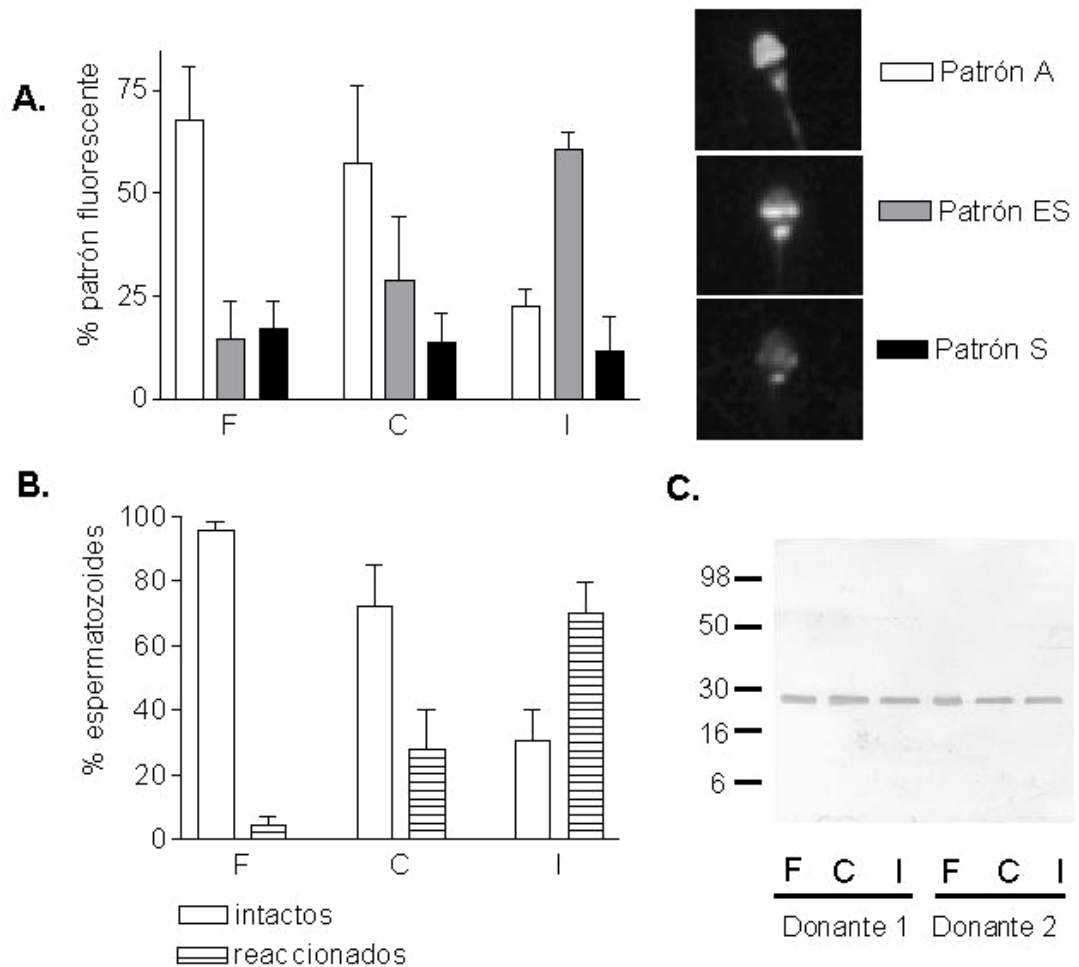 A.
% patrón fluorescente
75
50
25
0
F C I
Patrón A
Patrón ES
Patrón S
B.
% espermatozoides
100
80
60
40
20
0
F C I
intactos
reaccionados
C.
98
50
30
16
6
F C I F C I
Donante 1 Donante 2